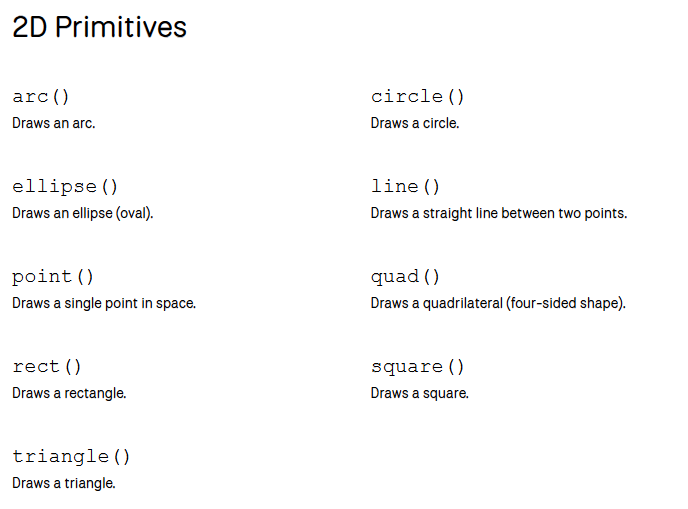 2D Primitives
arc()
Draws an arc.
circle()
Draws a circle.
ellipse()
Draws an ellipse (oval).
line()
Draws a straight line between two points.
point()
Draws a single point in space.
quad()
Draws a quadrilateral (four-sided shape).
rect()
Draws a rectangle.
square()
Draws a square.
triangle()
Draws a triangle.